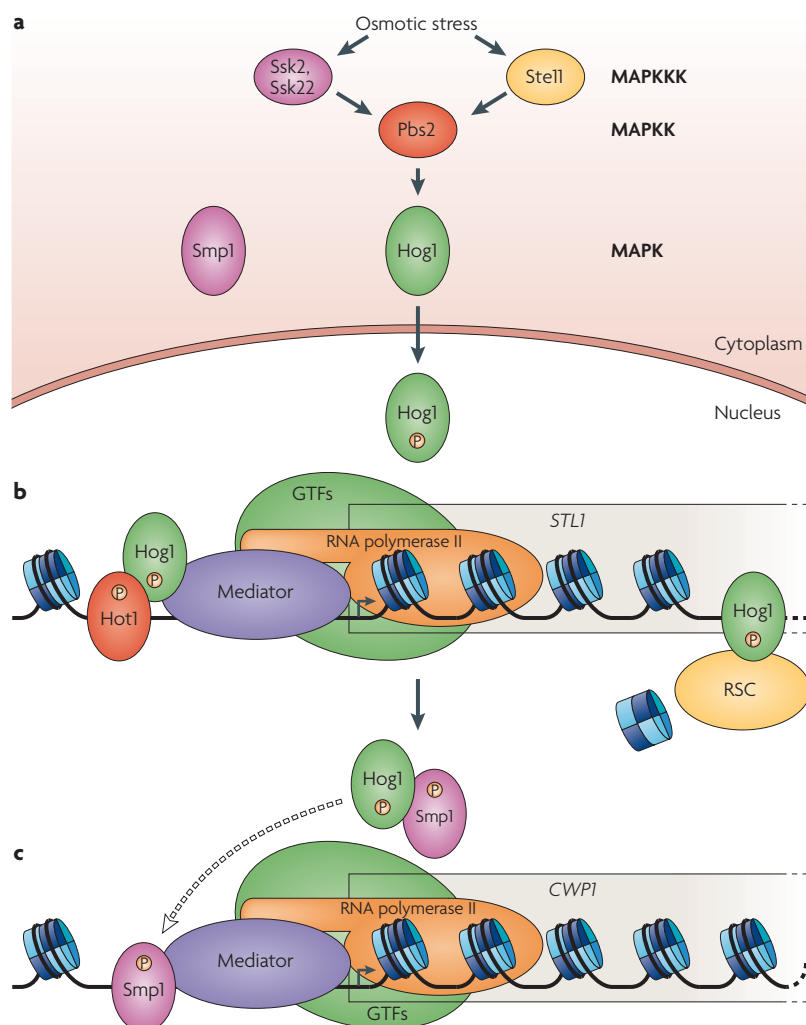 a
Osmotic stress
Ssk2,
Ssk22
Ste11
MAPKKK
Pbs2
MAPKK
Smp1
Hog1
MAPK
Cytoplasm
Hog1
P
Nucleus
b
GTFs
STL1
RNA polymerase II
Hog1
P
Mediator
P
Hot1
Hog1
P
RSC
Hog1
P
P
Smp1
c
CWP1
RNA polymerase II
Mediator
P
Smp1
GTFs